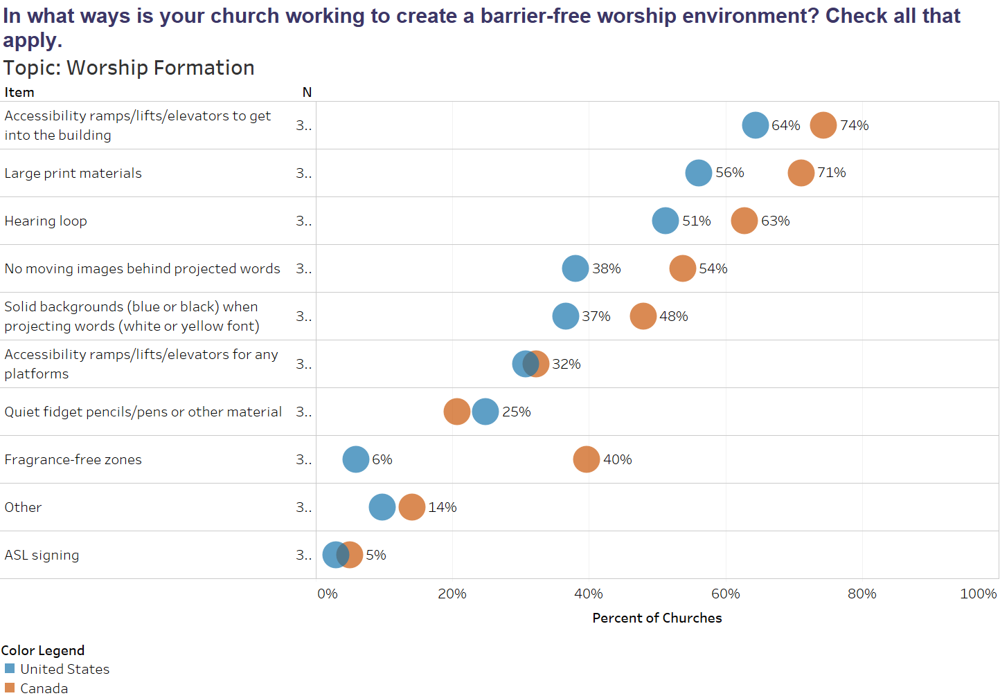 In what ways is your church working to create a barrier-free worship environment? Check all that
apply.
Topic: Worship Formation
Item N
Accessibility ramps/lifts/elevators to get
into the building
3.. 64% 74%
Large print materials 3.. 56% 71%
Hearing loop 3.. 51% 63%
No moving images behind projected words 3.. 38% 54%
Solid backgrounds (blue or black) when
projecting words (white or yellow font)
3.. 37% 48%
Accessibility ramps/lifts/elevators for any
platforms
3.. 32%
Quiet fidget pencils/pens or other material 3.. 25%
Fragrance-free zones 3.. 6% 40%
Other 3.. 14%
ASL signing 3.. 5%
0% 20% 40% 60% 80% 100%
Percent of Churches
Color Legend
United States
Canada